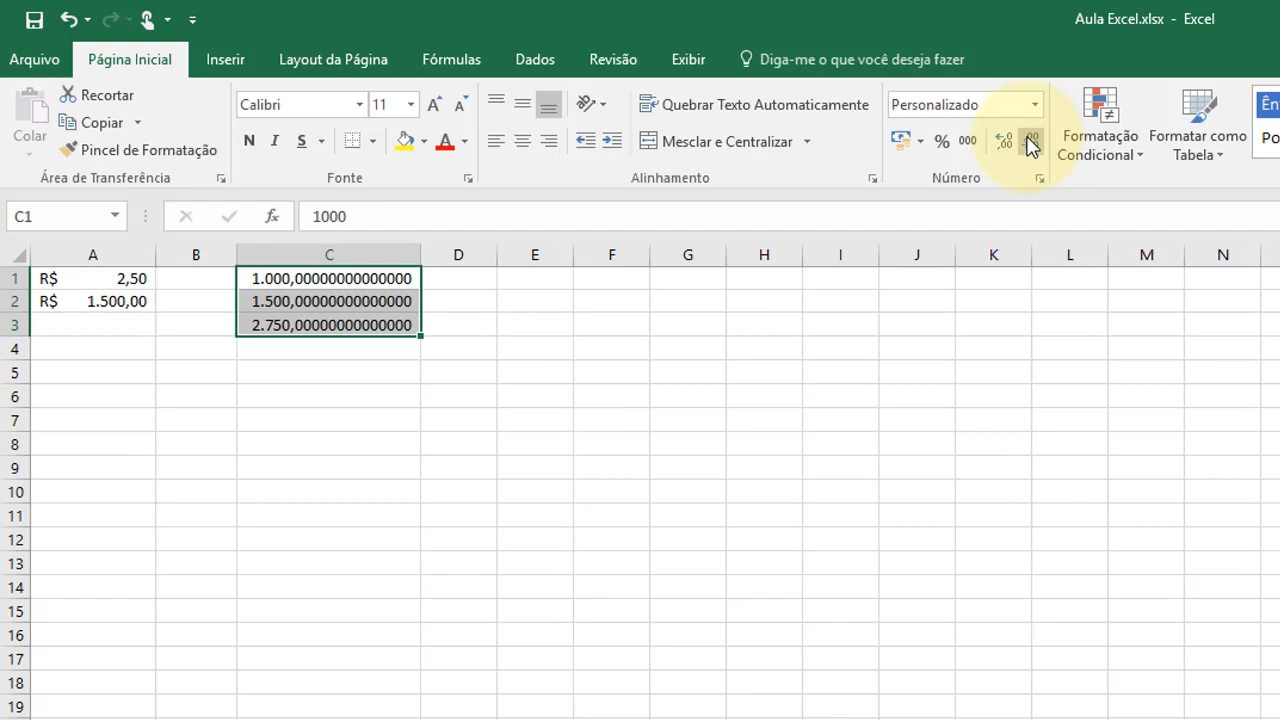 Aula Excel.xlsx - Excel
Arquivo Página Inicial Inserir Layout da Página Fórmulas Dados Revisão Exibir Diga-me o que você deseja fazer
Colar
Recortar
Copiar
Pincel de Formatação
Área de Transferência
Calibri 11
N I S A
Fonte
Quebrar Texto Automaticamente
Mesclar e Centralizar
Alinhamento
Personalizado
% 000
Número
Formatação Condicional
Formatar como Tabela
C1 fx 1000
A B C D E F G H I J K L M N
1 R$ 2,50 1.000,00000000000000
2 R$ 1.500,00 1.500,00000000000000
3 2.750,00000000000000
4
5
6
7
8
9
10
11
12
13
14
15
16
17
18
19